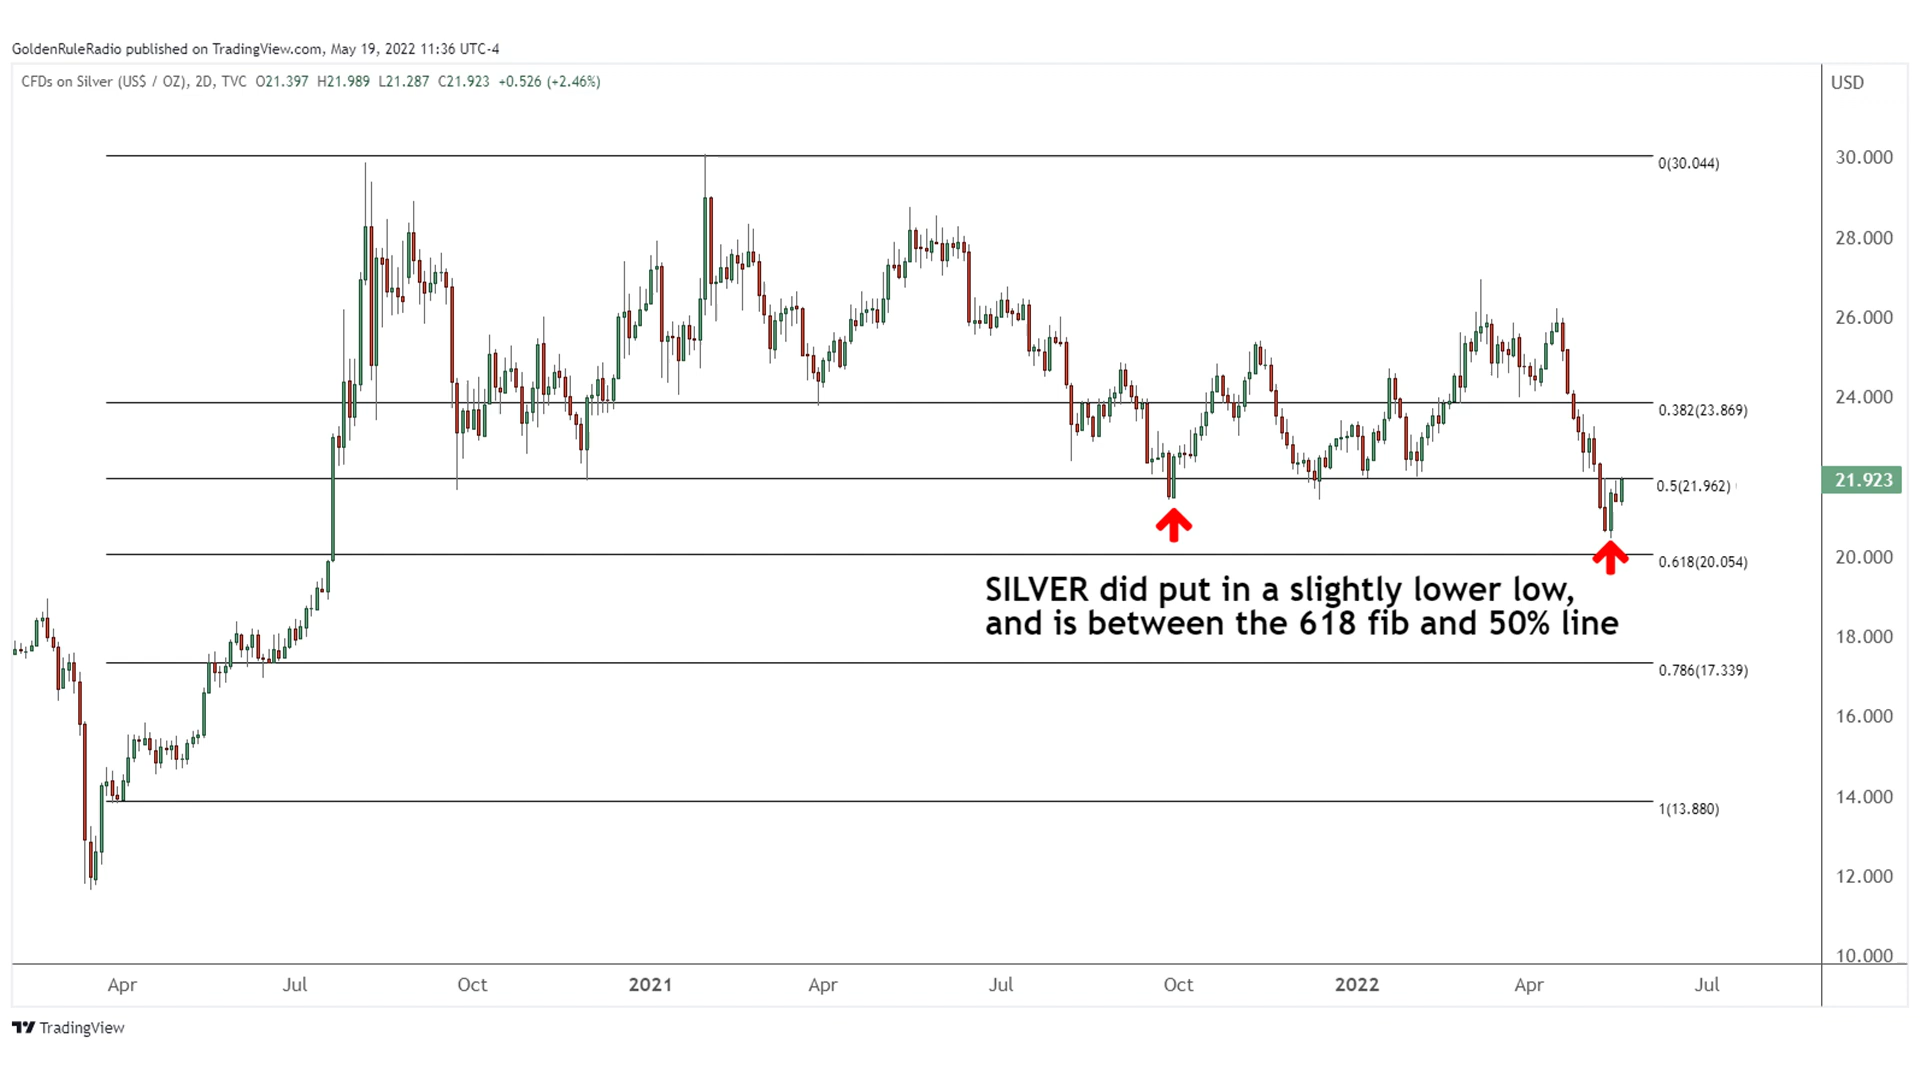 GoldenRuleRadio published on TradingView.com, May 19, 2022 11:36 UTC-4
CFDs on Silver (US$ / OZ), 2D, TVC O21.397 H21.989 L21.287 C21.923 +0.526 (+2.46%)
USD
30.000
0(30.044)
28.000
26.000
24.000
0.382(23.869)
21.923
0.5(21.962)
20.000
0.618(20.054)
SILVER did put in a slightly lower low,
and is between the 618 fib and 50% line
18.000
0.786(17.339)
16.000
14.000
1(13.880)
12.000
10.000
Apr Jul Oct 2021 Apr Jul Oct 2022 Apr Jul
TradingView